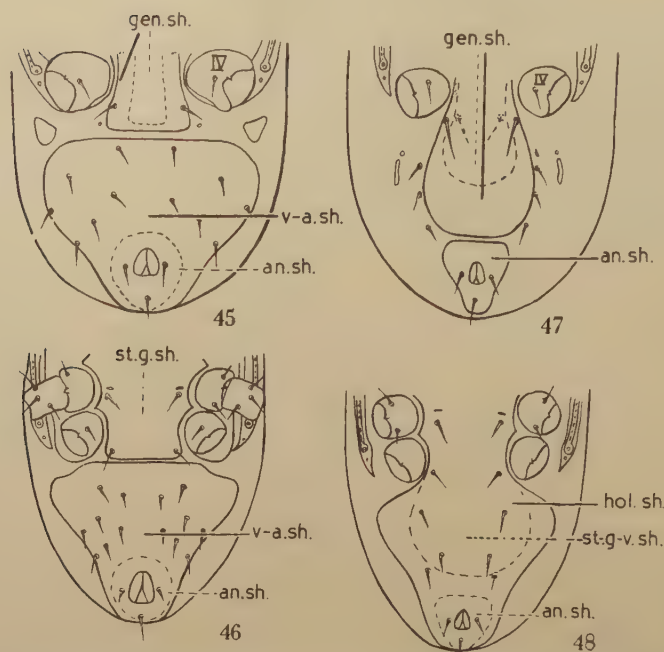 gen.sh.
IV
v-a.sh.
an.sh.
45
gen.sh.
IV
an.sh.
47
st.g.sh.
v-a.sh.
an.sh.
46
hol.sh.
st-g-v.sh.
an.sh.
48